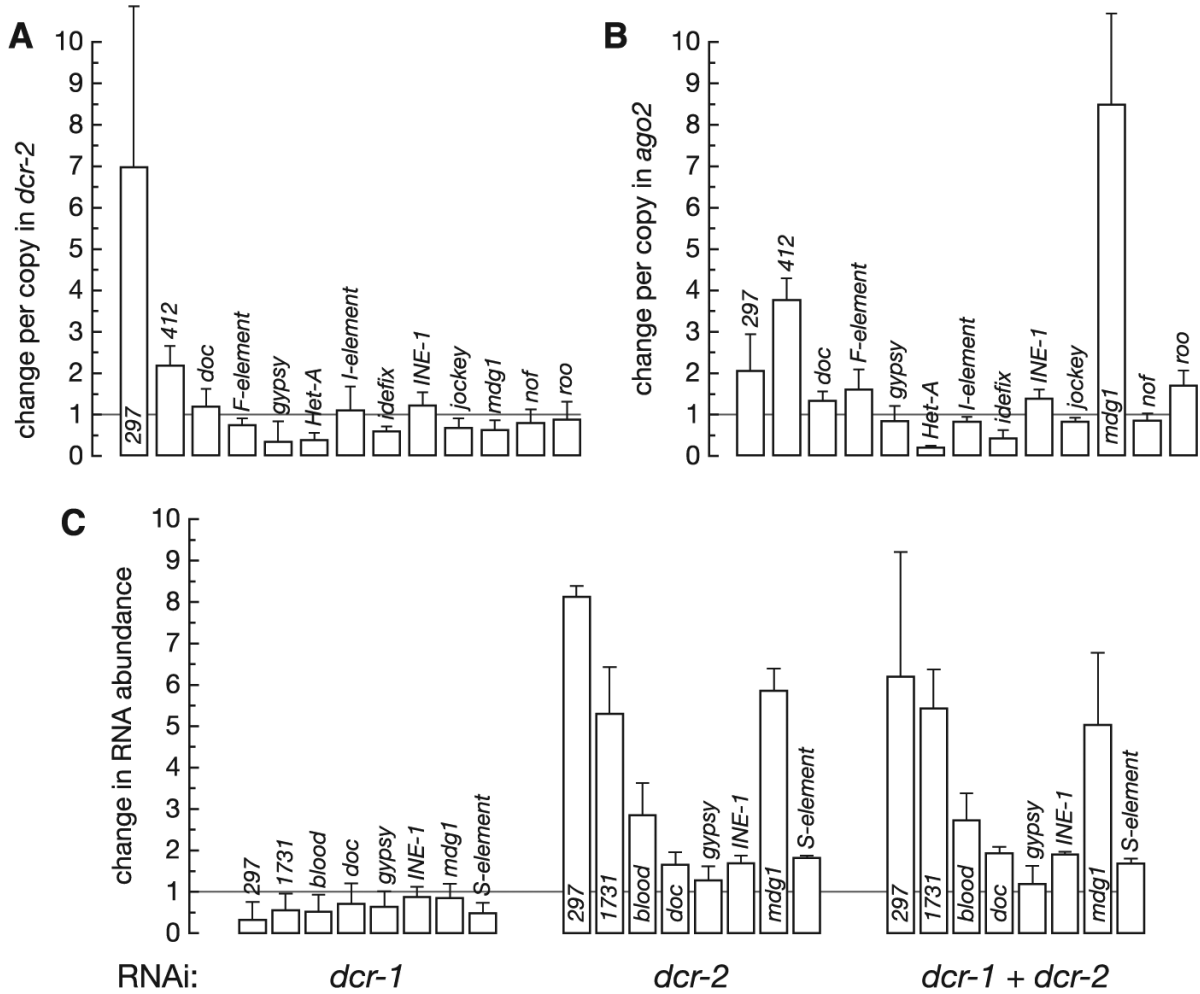 A
change per copy in dcr-2
10
9
8
7
6
5
4
3
2
1
0
297
412
doc
F-element
gypsy
Het-A
I-element
idefix
INE-1
jockey
mdg1
nof
roo
B
change per copy in ago2
10
9
8
7
6
5
4
3
2
1
0
297
412
doc
F-element
gypsy
Het-A
I-element
idefix
INE-1
jockey
mdg1
nof
roo
C
change in RNA abundance
10
9
8
7
6
5
4
3
2
1
0
297
1731
blood
doc
gypsy
INE-1
mdg1
S-element
297
1731
blood
doc
gypsy
INE-1
mdg1
S-element
297
1731
blood
doc
gypsy
INE-1
mdg1
S-element
RNAi: dcr-1 dcr-2 dcr-1 + dcr-2